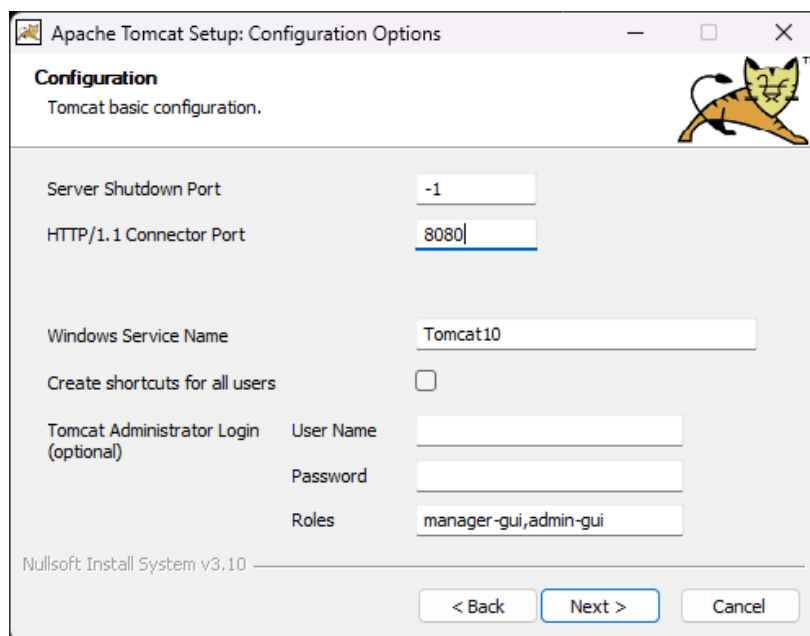 Apache Tomcat Setup: Configuration Options
Configuration
Tomcat basic configuration.
TM
Server Shutdown Port -1
HTTP/1.1 Connector Port 8080
Windows Service Name Tomcat10
Create shortcuts for all users
Tomcat Administrator Login User Name
(optional)
Password
Roles manager-gui,admin-gui
Nullsoft Install System v3.10
< Back Next > Cancel